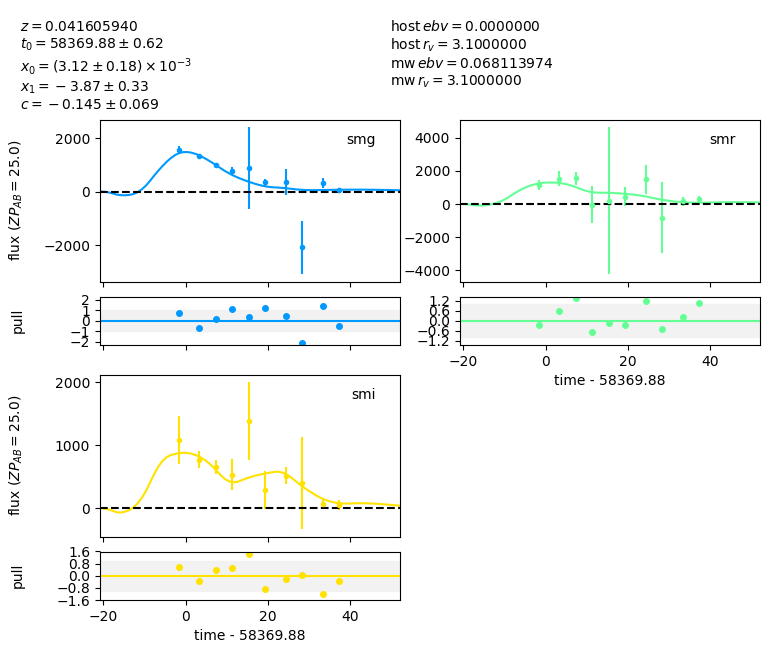 z = 0.041605940
t₀ = 58369.88 ± 0.62
x₀ = (3.12 ± 0.18) × 10⁻³
x₁ = −3.87 ± 0.33
c = −0.145 ± 0.069
host ebv = 0.0000000
host r_v = 3.1000000
mw ebv = 0.068113974
mw r_v = 3.1000000
smg
2000
0
−2000
flux (ZP_AB = 25.0)
smr
4000
2000
0
−2000
−4000
2
1
0
−1
−2
pull
1.2
0.6
0.0
−0.6
−1.2
−20 0 20 40
time - 58369.88
smi
2000
1000
0
flux (ZP_AB = 25.0)
1.6
0.8
0.0
−0.8
−1.6
pull
−20 0 20 40
time - 58369.88